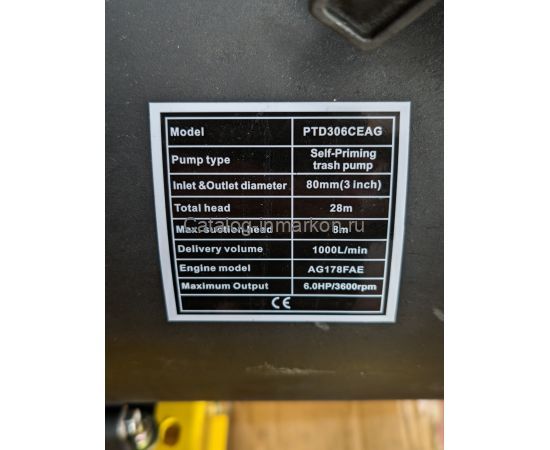 Model PTD306CEAG
Pump type Self-Priming
trash pump
Inlet &Outlet diameter 80mm(3 inch)
Total head 28m
Catalog.inmarkon.ru
Max. suction head 8m
Delivery volume 1000L/min
Engine model AG178FAE
Maximum Output 6.0HP/3600rpm
CE